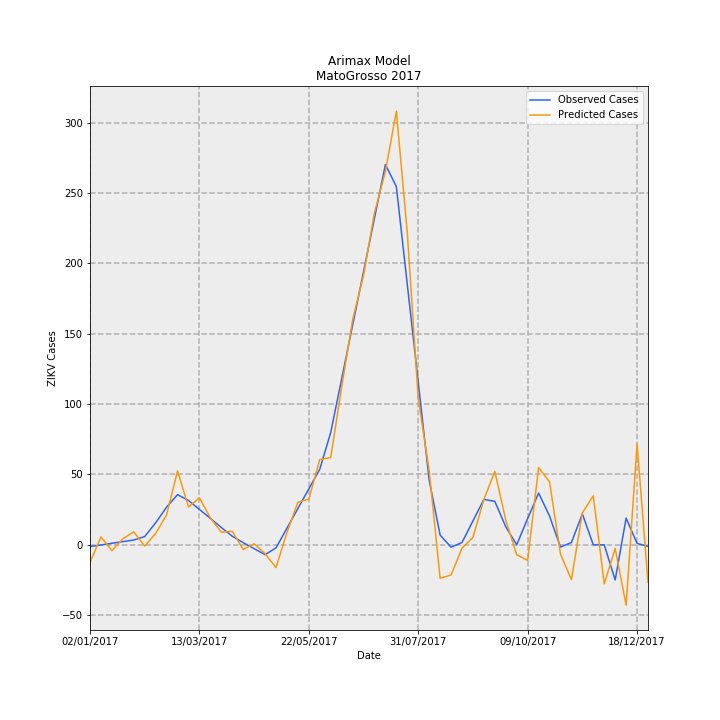 Arimax Model
MatoGrosso 2017
Observed Cases
Predicted Cases
300
250
200
150
100
50
0
−50
ZIKV Cases
02/01/2017 13/03/2017 22/05/2017 31/07/2017 09/10/2017 18/12/2017
Date